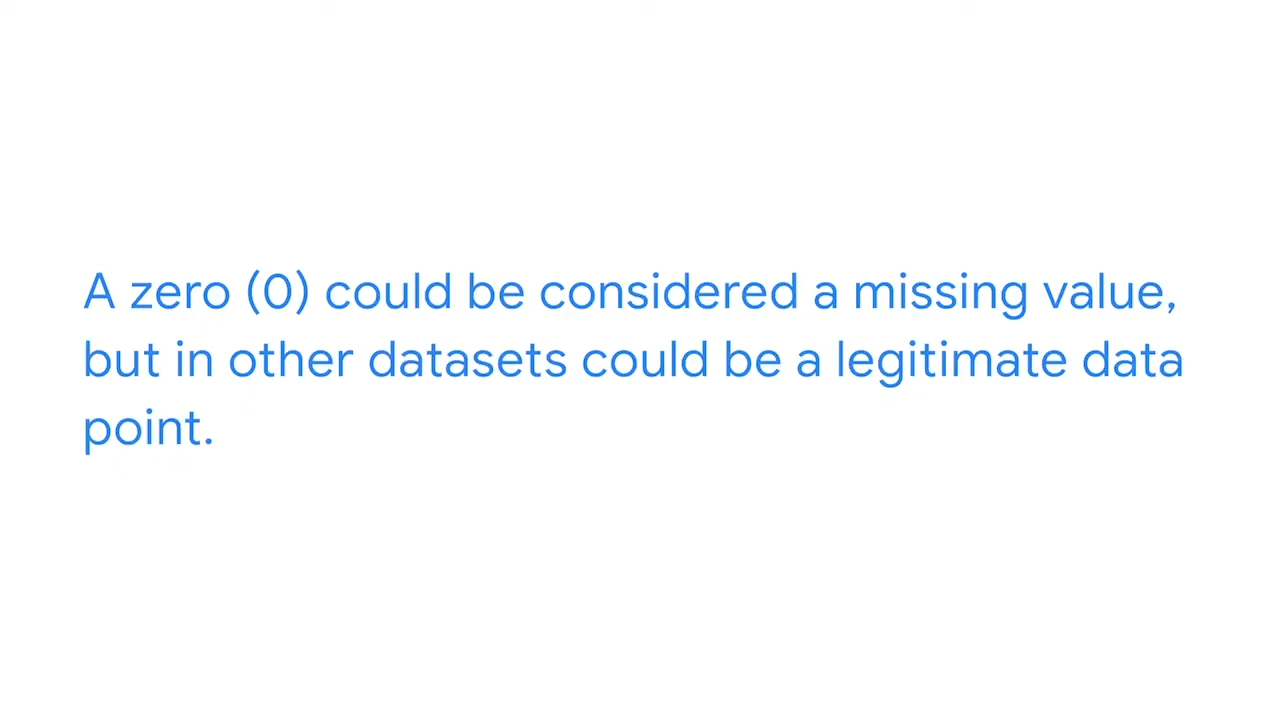 A zero (0) could be considered a missing value,
but in other datasets could be a legitimate data
point.